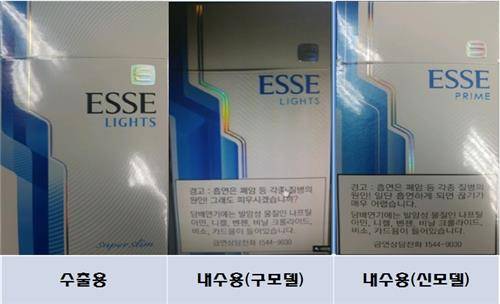 ESSE
LIGHTS
Super Slim
ESSE
LIGHTS
경고 : 흡연은 폐암 등 각종 질병의
원인! 그래도 피우시겠습니까?
담배연기에는 발암성 물질인 나프틸
아민, 니켈, 벤젠, 비닐 크롤라이드,
비소, 카드뮴이 들어있습니다.
금연상담전화 1544-9030
ESSE
PRIME
경고 : 흡연은 폐암 등 각종 질병의
원인! 일단 흡연하게 되면 끊기가
매우 어렵습니다.
담배연기에는 발암성 물질인 나프틸
아민, 니켈, 벤젠, 비닐 크롤라이드,
비소, 카드뮴이 들어있습니다.
금연상담전화 1544-9030
수출용
내수용(구모델)
내수용(신모델)